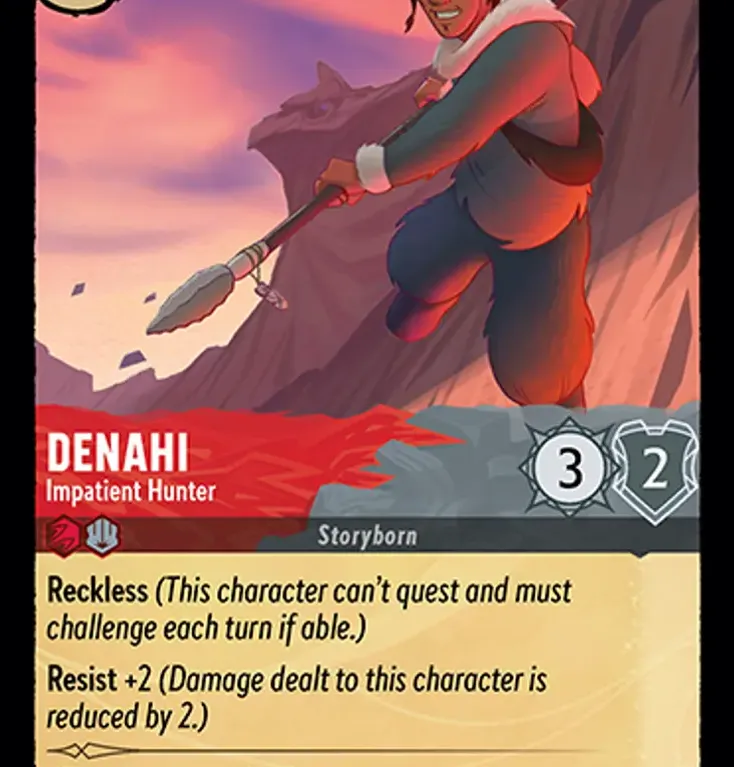 DENAHI
Impatient Hunter
3
2
Storyborn
Reckless (This character can't quest and must
challenge each turn if able.)
Resist +2 (Damage dealt to this character is
reduced by 2.)